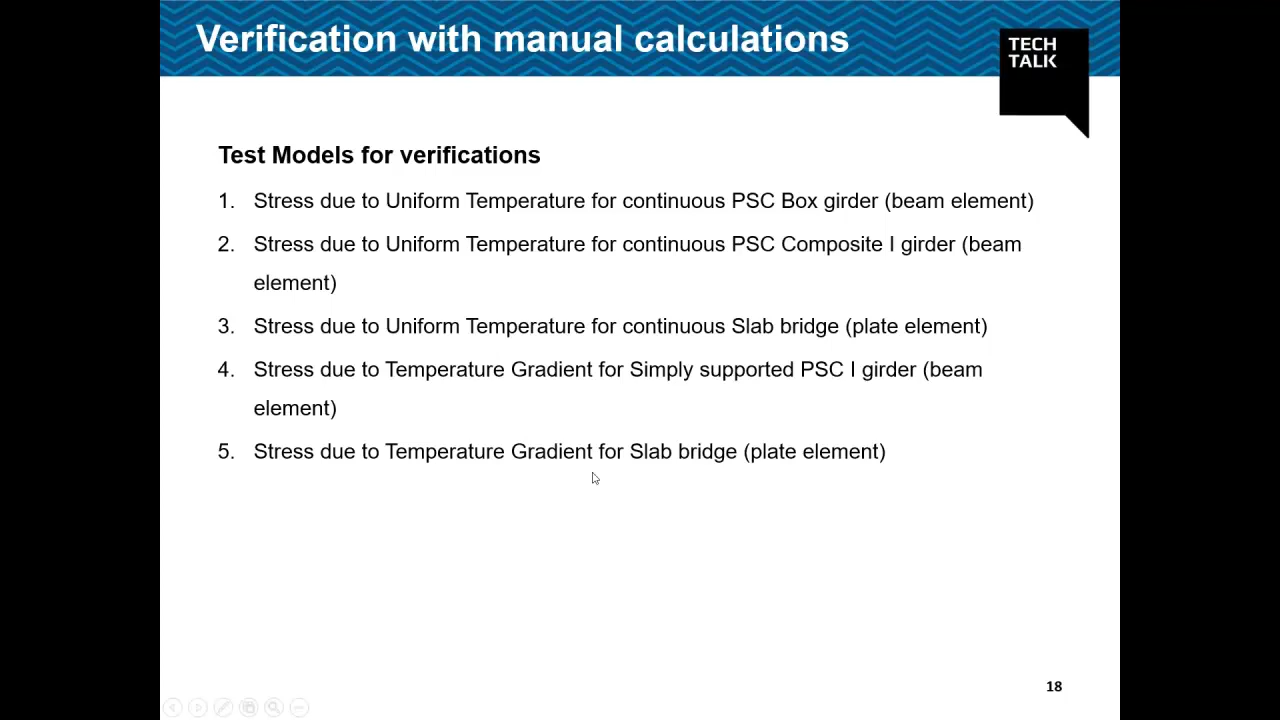 Verification with manual calculations
TECH
TALK
Test Models for verifications
1. Stress due to Uniform Temperature for continuous PSC Box girder (beam element)
2. Stress due to Uniform Temperature for continuous PSC Composite I girder (beam
element)
3. Stress due to Uniform Temperature for continuous Slab bridge (plate element)
4. Stress due to Temperature Gradient for Simply supported PSC I girder (beam
element)
5. Stress due to Temperature Gradient for Slab bridge (plate element)
18